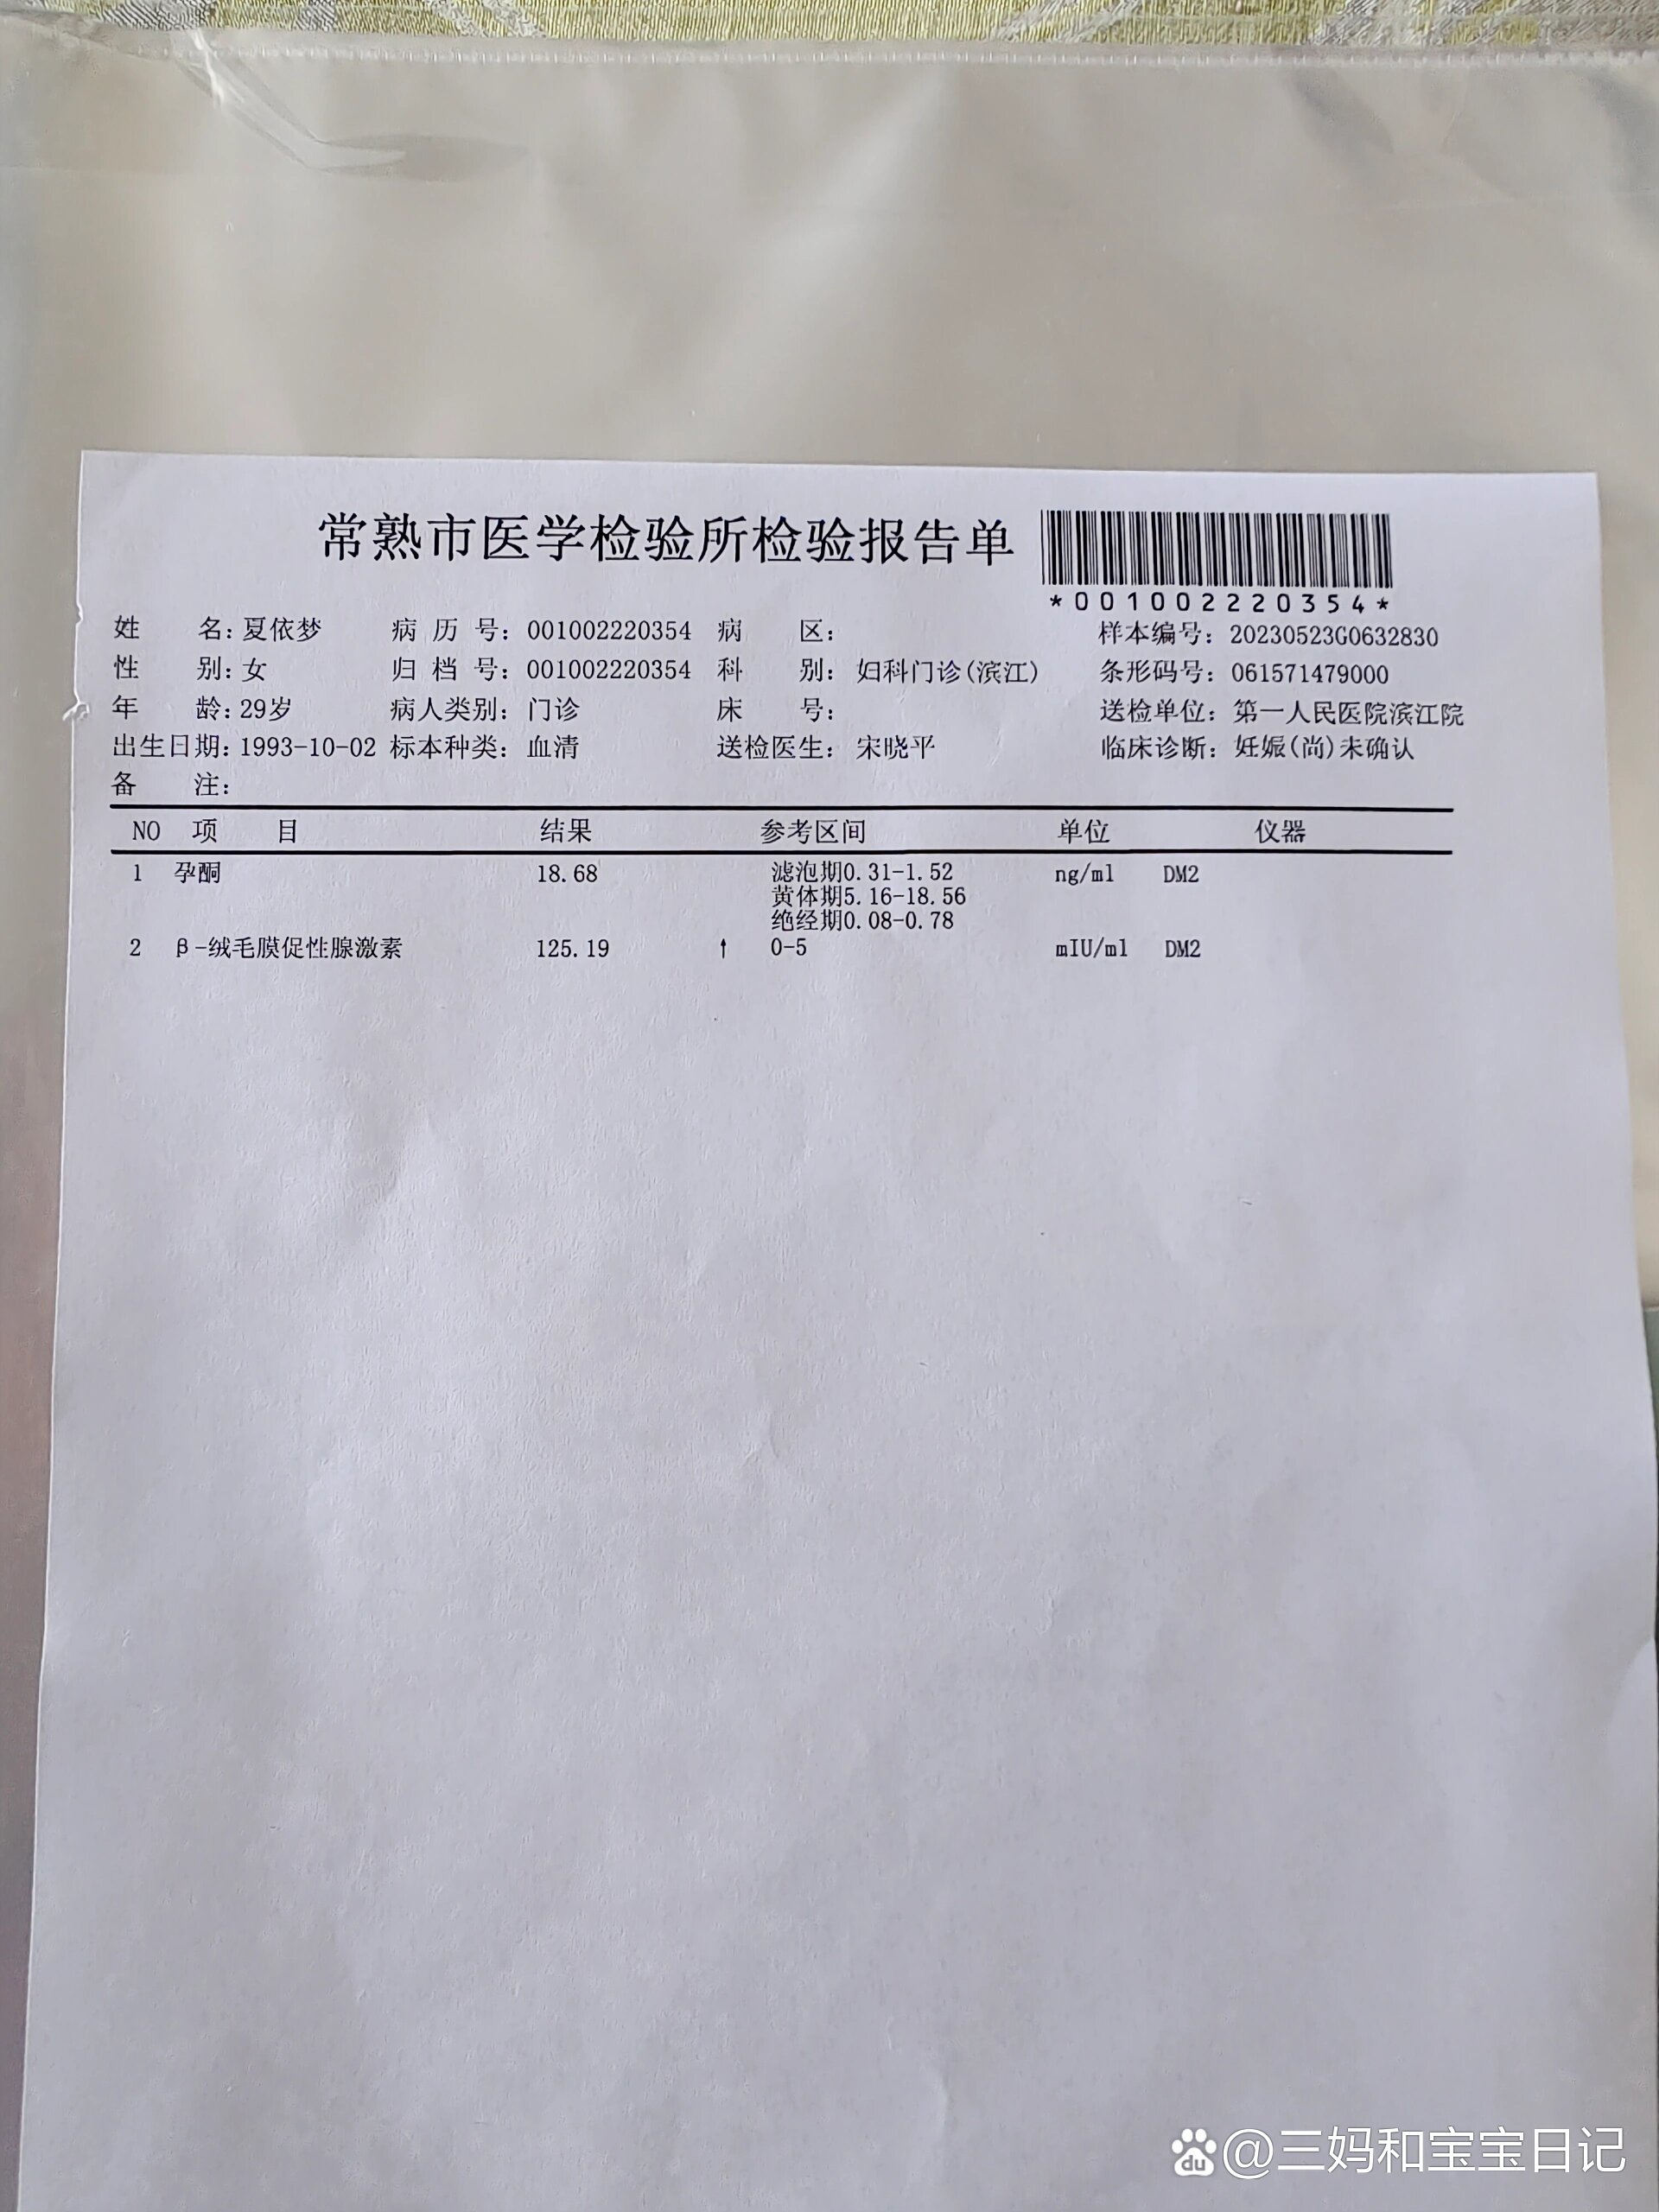 常熟市医学检验所检验报告单
*001002220354*
姓 名：夏依梦 病 历 号：001002220354 病 区： 样本编号：20230523G0632830
性 别：女 归 档 号：001002220354 科 别：妇科门诊(滨江) 条形码号：061571479000
年 龄：29岁 病人类别：门诊 床 号： 送检单位：第一人民医院滨江院
出生日期：1993-10-02 标本种类：血清 送检医生：宋晓平 临床诊断：妊娠(尚)未确认
备 注：
NO 项 目 结果 参考区间 单位 仪器
1 孕酮 18.68 滤泡期0.31-1.52 ng/ml DM2
黄体期5.16-18.56
绝经期0.08-0.78
2 β-绒毛膜促性腺激素 125.19 ↑ 0-5 mIU/ml DM2
du @三妈和宝宝日记